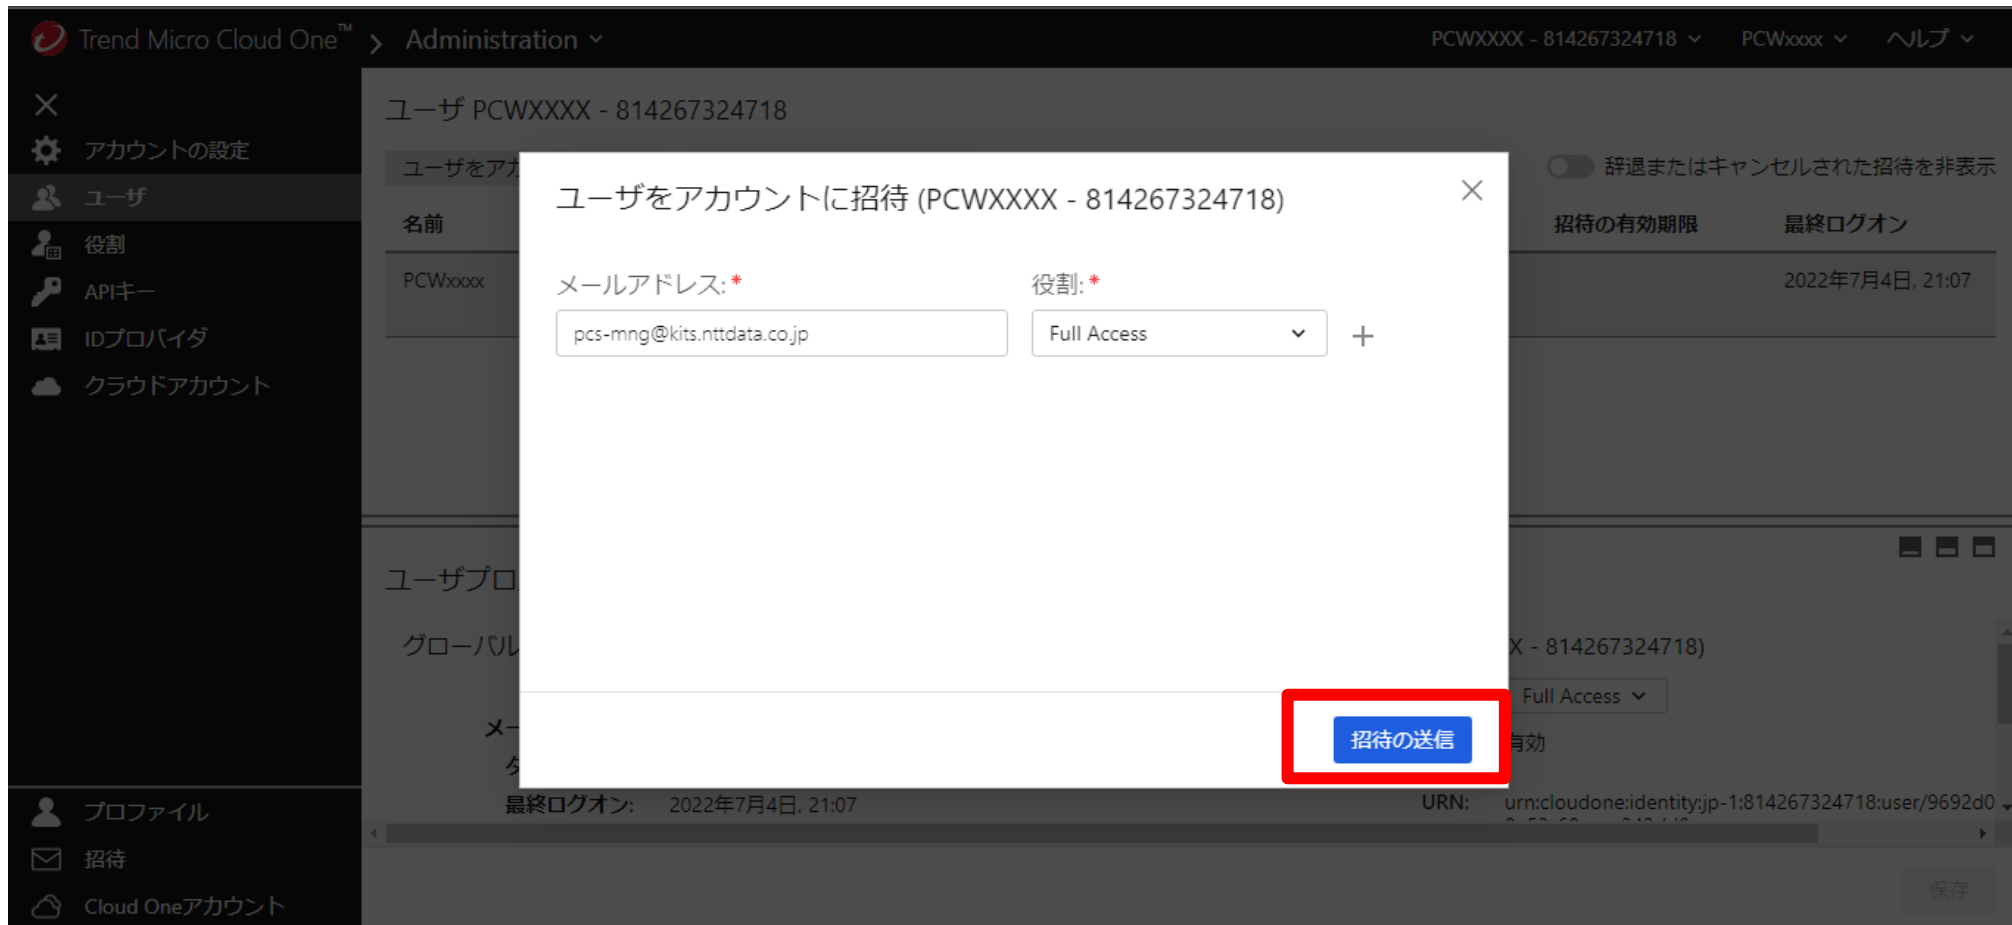 Trend Micro Cloud One™ > Administration
PCWXXXX - 814267324718
PCWxxxx
ヘルプ
アカウントの設定
ユーザ
役割
APIキー
IDプロバイダ
クラウドアカウント
プロファイル
招待
Cloud Oneアカウント
ユーザ PCWXXXX - 814267324718
ユーザをアカ
辞退またはキャンセルされた招待を非表示
名前
招待の有効期限
最終ログオン
PCWxxxx
2022年7月4日, 21:07
ユーザをアカウントに招待 (PCWXXXX - 814267324718)
メールアドレス: *
役割: *
pcs-mng@kits.nttdata.co.jp
Full Access
招待の送信
ユーザプロ
グローバル
X - 814267324718)
Full Access
メー
有効
最終ログオン: 2022年7月4日, 21:07
URN: urn:cloudone:identity:jp-1:814267324718:user/9692d0
保存